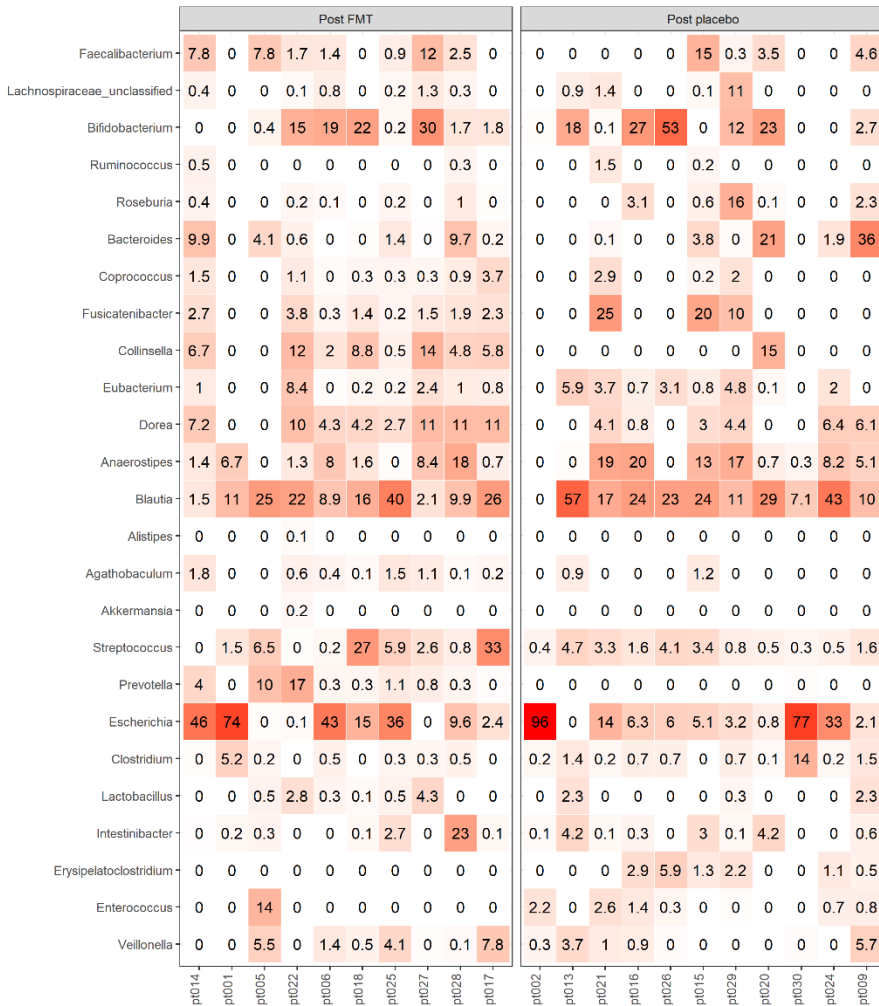 Post FMT Post placebo
Faecalibacterium 7.8 0 7.8 1.7 1.4 0 0.9 12 2.5 0 0 0 0 0 0 15 0.3 3.5 0 0 4.6
Lachnospiraceae_unclassified 0.4 0 0 0.1 0.8 0 0.2 1.3 0.3 0 0 0.9 1.4 0 0 0.1 11 0 0 0 0
Bifidobacterium 0 0 0.4 15 19 22 0.2 30 1.7 1.8 0 18 0.1 27 53 0 12 23 0 0 2.7
Ruminococcus 0.5 0 0 0 0 0 0 0 0.3 0 0 0 1.5 0 0 0.2 0 0 0 0 0
Roseburia 0.4 0 0 0.2 0.1 0 0.2 0 1 0 0 0 0 3.1 0 0.6 16 0.1 0 0 2.3
Bacteroides 9.9 0 4.1 0.6 0 0 1.4 0 9.7 0.2 0 0 0.1 0 0 3.8 0 21 0 1.9 36
Coprococcus 1.5 0 0 1.1 0 0.3 0.3 0.3 0.9 3.7 0 0 2.9 0 0 0.2 2 0 0 0 0
Fusicatenibacter 2.7 0 0 3.8 0.3 1.4 0.2 1.5 1.9 2.3 0 0 25 0 0 20 10 0 0 0 0
Collinsella 6.7 0 0 12 2 8.8 0.5 14 4.8 5.8 0 0 0 0 0 0 0 15 0 0 0
Eubacterium 1 0 0 8.4 0 0.2 0.2 2.4 1 0.8 0 5.9 3.7 0.7 3.1 0.8 4.8 0.1 0 2 0
Dorea 7.2 0 0 10 4.3 4.2 2.7 11 11 11 0 0 4.1 0.8 0 3 4.4 0 0 6.4 6.1
Anaerostipes 1.4 6.7 0 1.3 8 1.6 0 8.4 18 0.7 0 0 19 20 0 13 17 0.7 0.3 8.2 5.1
Blautia 1.5 11 25 22 8.9 16 40 2.1 9.9 26 0 57 17 24 23 24 11 29 7.1 43 10
Alistipes 0 0 0 0.1 0 0 0 0 0 0 0 0 0 0 0 0 0 0 0 0 0
Agathobaculum 1.8 0 0 0.6 0.4 0.1 1.5 1.1 0.1 0.2 0 0.9 0 0 0 1.2 0 0 0 0 0
Akkermansia 0 0 0 0.2 0 0 0 0 0 0 0 0 0 0 0 0 0 0 0 0 0
Streptococcus 0 1.5 6.5 0 0.2 27 5.9 2.6 0.8 33 0.4 4.7 3.3 1.6 4.1 3.4 0.8 0.5 0.3 0.5 1.6
Prevotella 4 0 10 17 0.3 0.3 1.1 0.8 0.3 0 0 0 0 0 0 0 0 0 0 0 0
Escherichia 46 74 0 0.1 43 15 36 0 9.6 2.4 96 0 14 6.3 6 5.1 3.2 0.8 77 33 2.1
Clostridium 0 5.2 0.2 0 0.5 0 0.3 0.3 0.5 0 0.2 1.4 0.2 0.7 0.7 0 0.7 0.1 14 0.2 1.5
Lactobacillus 0 0 0.5 2.8 0.3 0.1 0.5 4.3 0 0 0 2.3 0 0 0 0 0.3 0 0 0 2.3
Intestinibacter 0 0.2 0.3 0 0 0.1 2.7 0 23 0.1 0.1 4.2 0.1 0.3 0 3 0.1 4.2 0 0 0.6
Erysipelatoclostridium 0 0 0 0 0 0 0 0 0 0 0 0 0 2.9 5.9 1.3 2.2 0 0 1.1 0.5
Enterococcus 0 0 14 0 0 0 0 0 0 0 2.2 0 2.6 1.4 0.3 0 0 0 0 0.7 0.8
Veillonella 0 0 5.5 0 1.4 0.5 4.1 0 0.1 7.8 0.3 3.7 1 0.9 0 0 0 0 0 0 5.7
pt014 pt001 pt005 pt022 pt006 pt018 pt025 pt027 pt028 pt017 pt002 pt013 pt021 pt016 pt026 pt015 pt029 pt020 pt030 pt024 pt009